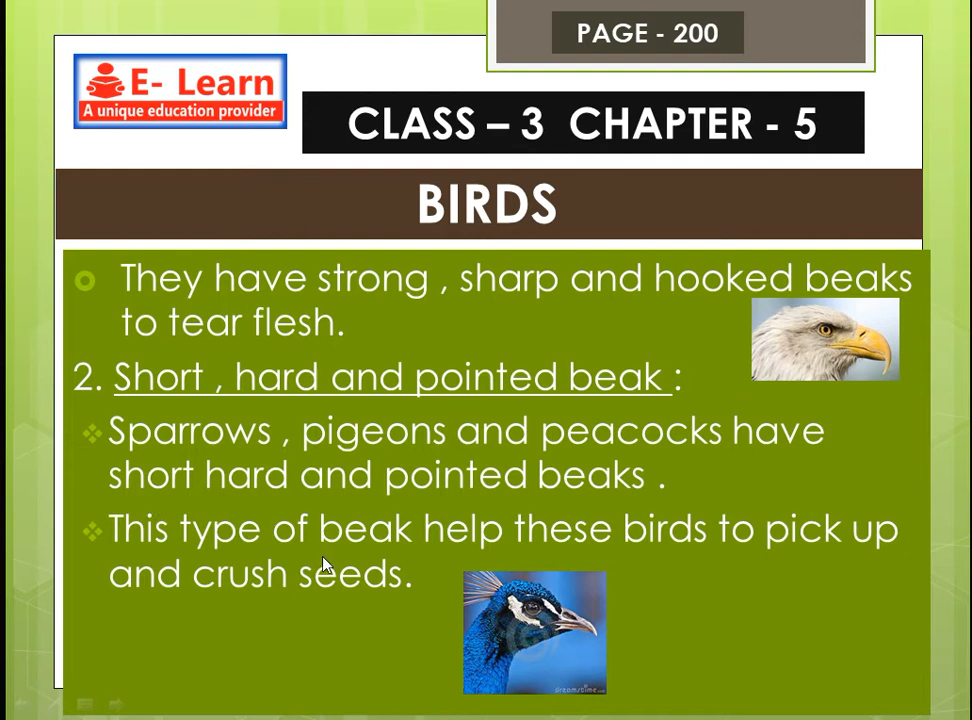 PAGE - 200
E- Learn
A unique education provider
CLASS – 3 CHAPTER - 5
BIRDS
They have strong , sharp and hooked beaks
to tear flesh.
2. Short , hard and pointed beak :
Sparrows , pigeons and peacocks have
short hard and pointed beaks .
This type of beak help these birds to pick up
and crush seeds.
dreamstime.com